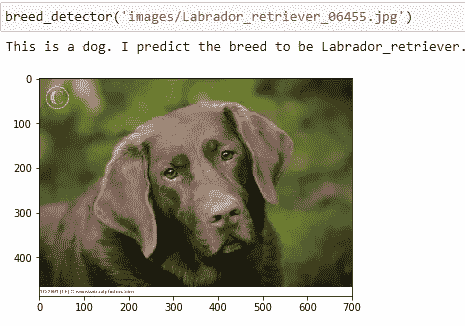 breed_detector('images/Labrador_retriever_06455.jpg')
This is a dog. I predict the breed to be Labrador_retriever.
0
100
200
300
400
0 100 200 300 400 500 600 700